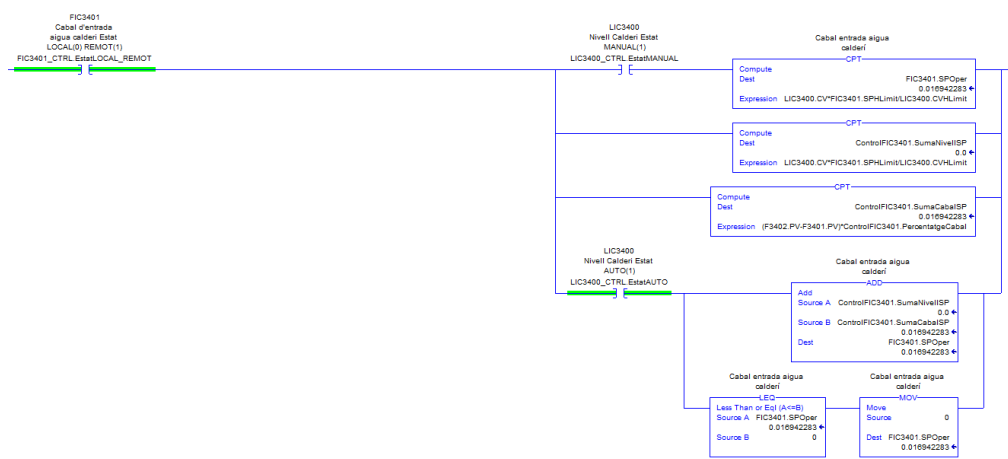 FIC3401
Cabal d'entrada
aigua calderi Estat
LOCAL(0) REMOT(1)
FIC3401_CTRL.EstatLOCAL_REMOT
LIC3400
Nivell Calderi Estat
MANUAL(1)
LIC3400_CTRL.EstatMANUAL
Cabal entrada aigua
calderí
CPT
Compute
Dest FIC3401.SPOper
0.016942283
Expression LIC3400.CV*FIC3401.SPHLimit/LIC3400.CVHLimit
CPT
Compute
Dest ControlFIC3401.SumaNivellSP
0.0
Expression LIC3400.CV*FIC3401.SPHLimit/LIC3400.CVHLimit
CPT
Compute
Dest ControlFIC3401.SumaCabalSP
0.016942283
Expression (F3402.PV-F3401.PV)*ControlFIC3401.PercentatgeCabal
LIC3400
Nivell Calderi Estat
AUTO(1)
LIC3400_CTRL.EstatAUTO
Cabal entrada aigua
calderí
ADD
Add
Source A ControlFIC3401.SumaNivellSP
0.0
Source B ControlFIC3401.SumaCabalSP
0.016942283
Dest FIC3401.SPOper
0.016942283
Cabal entrada aigua
calderí
LEQ
Less Than or Eql (A<=B)
Source A FIC3401.SPOper
0.016942283
Source B 0
Cabal entrada aigua
calderí
MOV
Move
Source 0
Dest FIC3401.SPOper
0.016942283